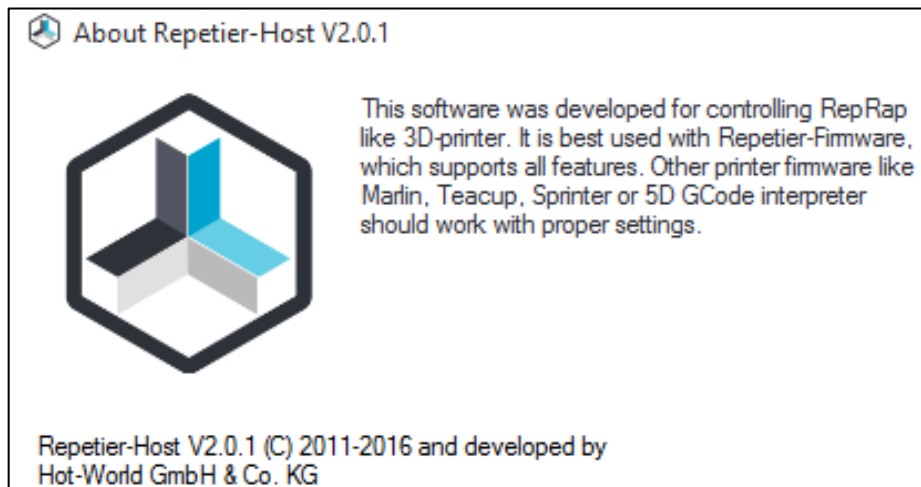 About Repetier-Host V2.0.1
This software was developed for controlling RepRap
like 3D-printer. It is best used with Repetier-Firmware,
which supports all features. Other printer firmware like
Marlin, Teacup, Sprinter or 5D GCode interpreter
should work with proper settings.
Repetier-Host V2.0.1 (C) 2011-2016 and developed by
Hot-World GmbH & Co. KG